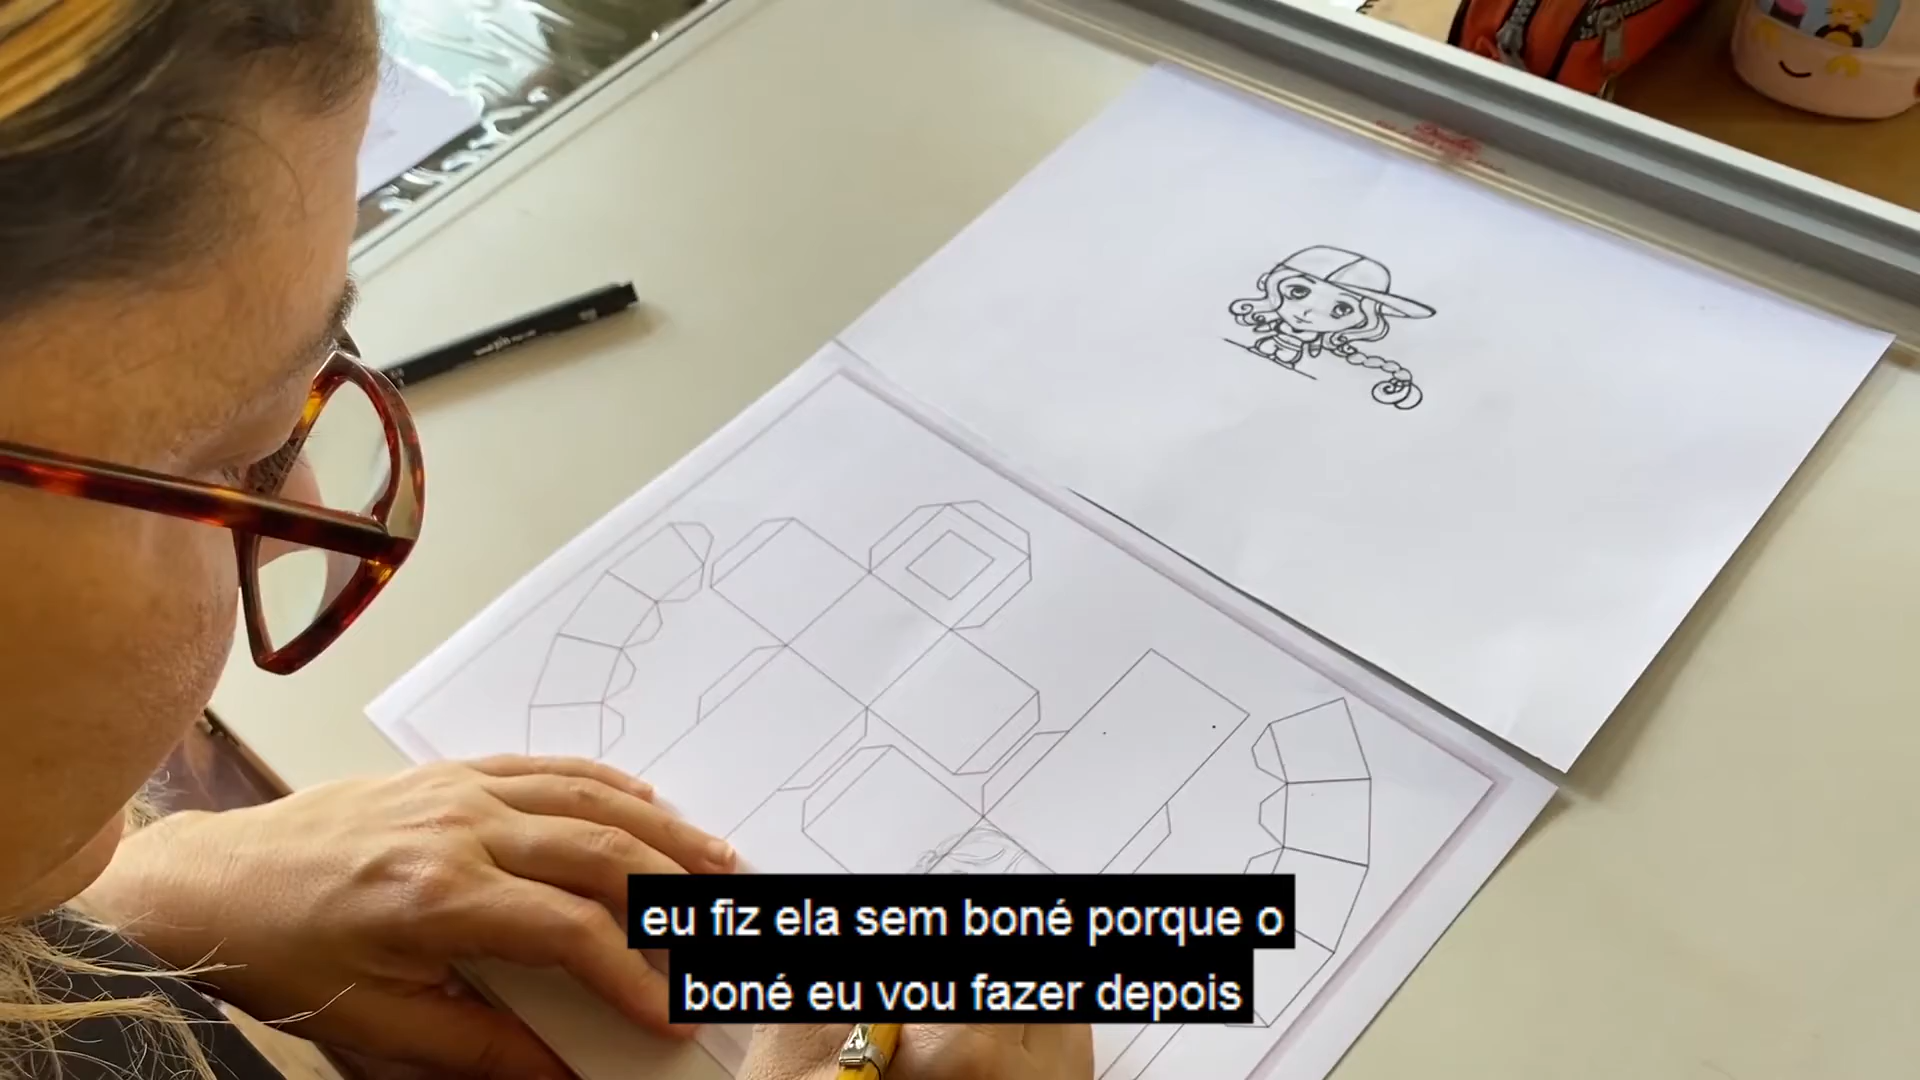 eu fiz ela sem boné porque o
boné eu vou fazer depois